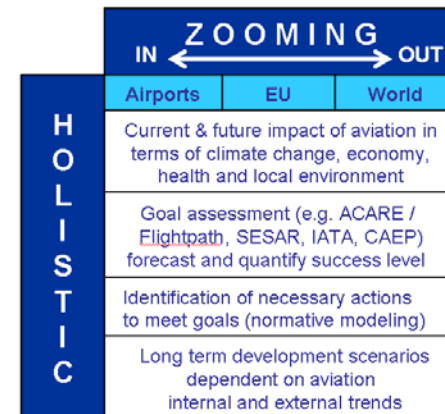 ZOOMING
IN OUT
Airports EU World
HOLISTIC
Current & future impact of aviation in
terms of climate change, economy,
health and local environment
Goal assessment (e.g. ACARE /
Flightpath, SESAR, IATA, CAEP)
forecast and quantify success level
Identification of necessary actions
to meet goals (normative modeling)
Long term development scenarios
dependent on aviation
internal and external trends